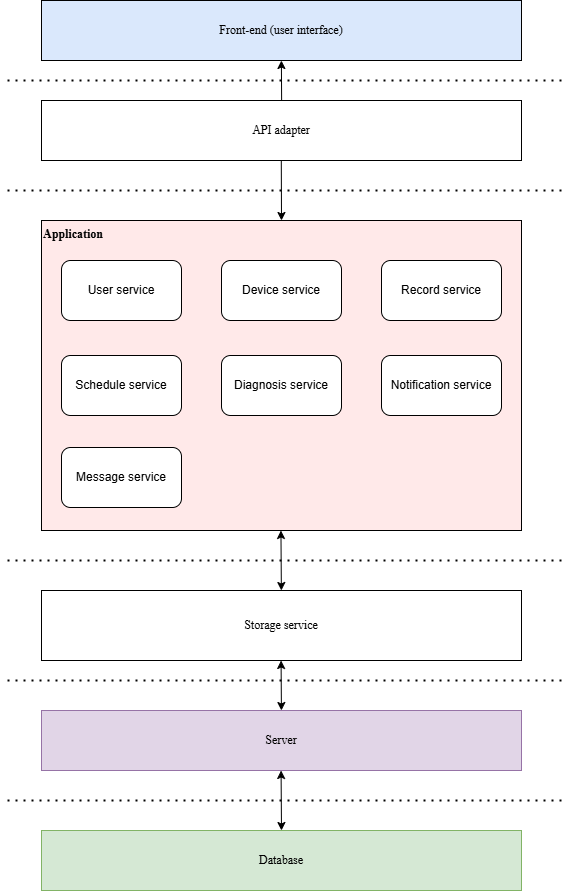 Front-end (user interface)
API adapter
Application
User service
Device service
Record service
Schedule service
Diagnosis service
Notification service
Message service
Storage service
Server
Database